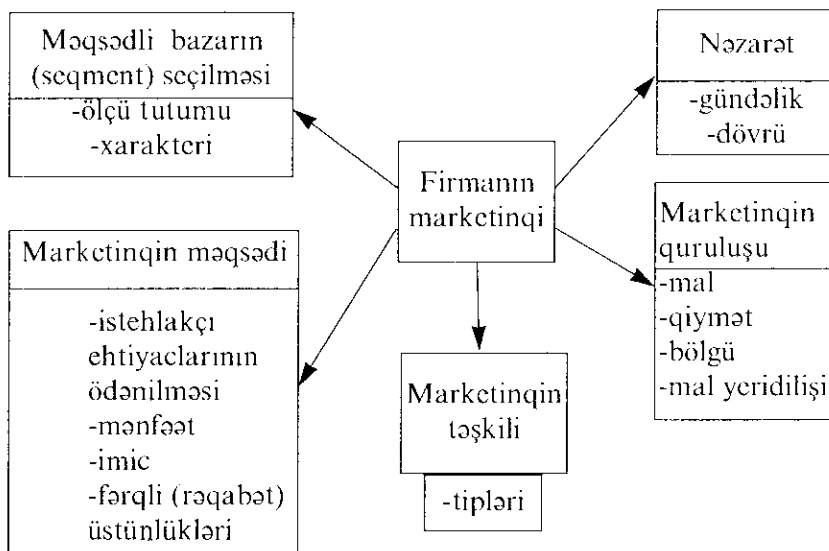 Məqsədli bazarın
(seqment) seçilməsi
-ölçü tutumu
-xarakteri
Nəzarət
-gündəlik
-dövrü
Firmanın
marketinqi
Marketinqin məqsədi
-istehlakçı
ehtiyaclarının
ödənilməsi
-mənfəət
-imic
-fərqli (rəqabət)
üstünlükləri
Marketinqin
təşkili
-tipləri
Marketinqin
quruluşu
-mal
-qiymət
-bölgü
-mal yeridilişi